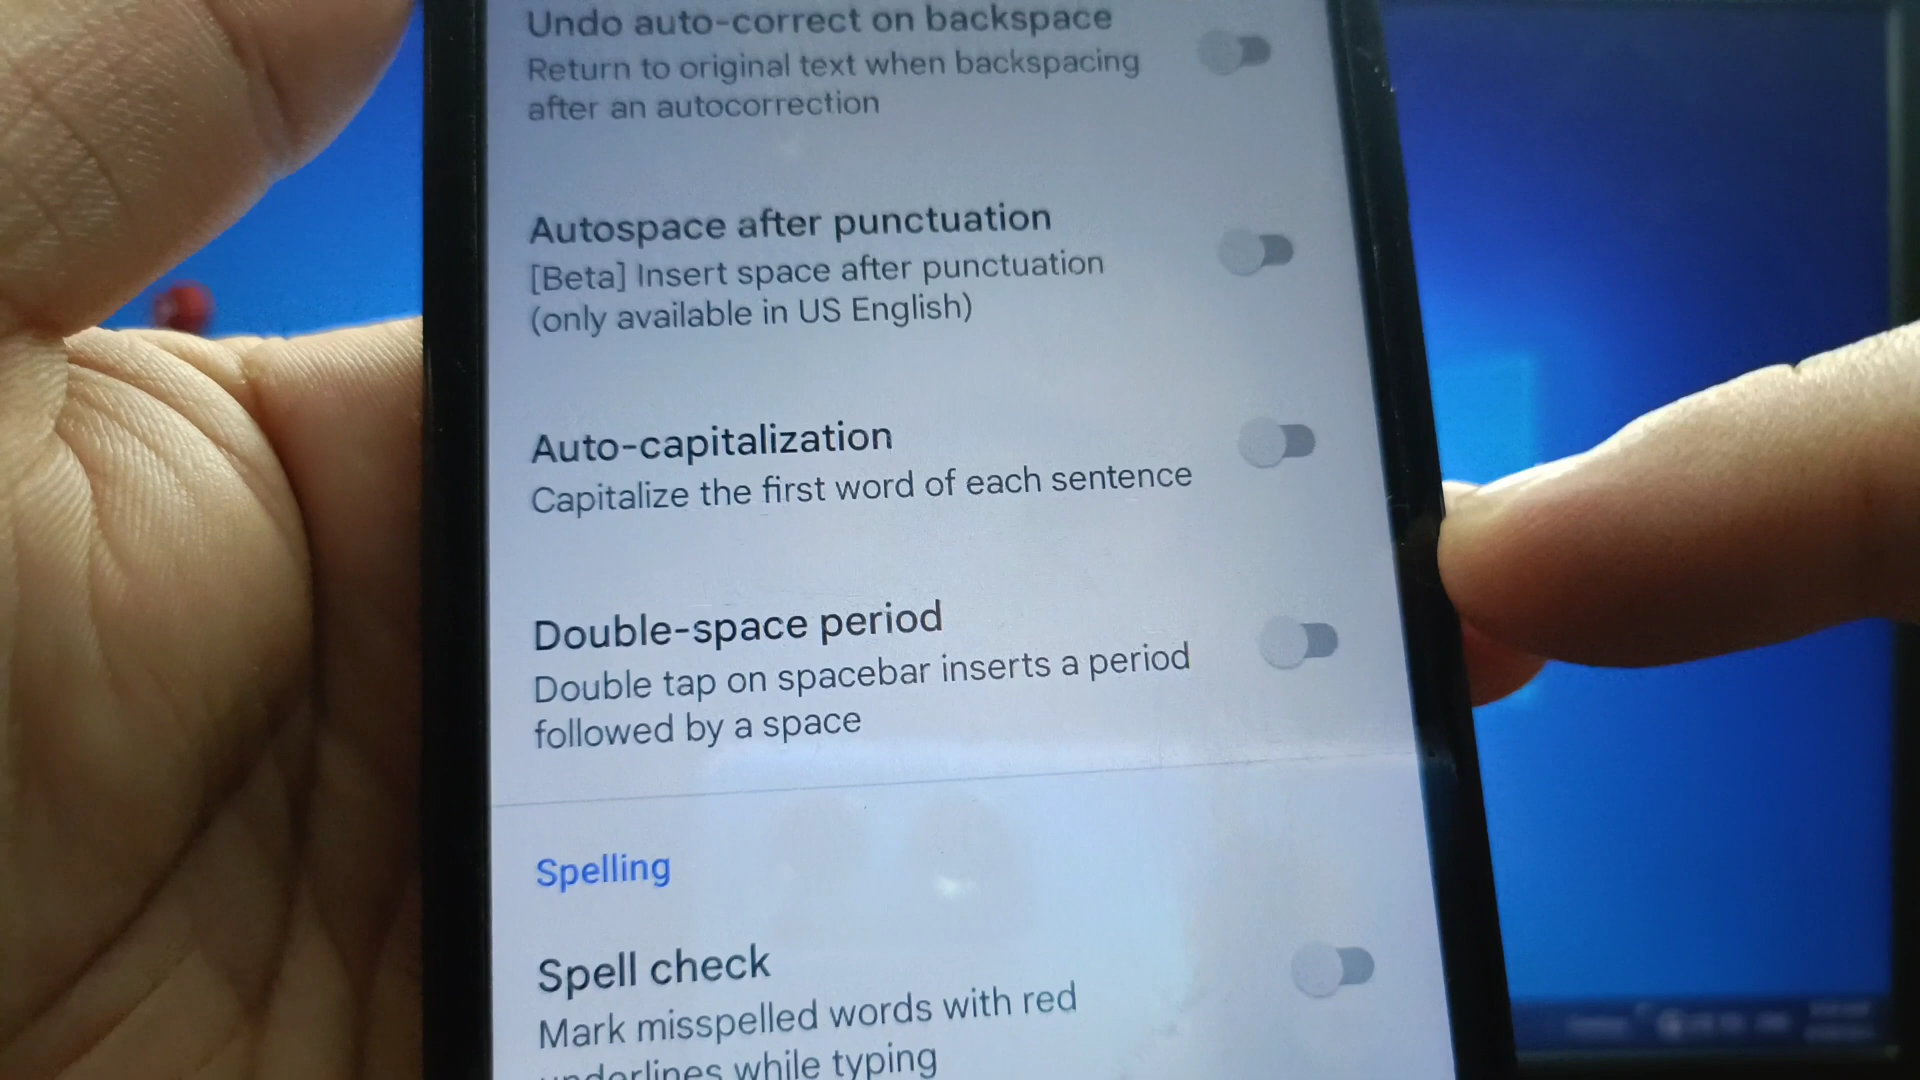 Undo auto-correct on backspace
Return to original text when backspacing
after an autocorrection
Autospace after punctuation
[Beta] Insert space after punctuation
(only available in US English)
Auto-capitalization
Capitalize the first word of each sentence
Double-space period
Double tap on spacebar inserts a period
followed by a space
Spelling
Spell check
Mark misspelled words with red
underlines while typing